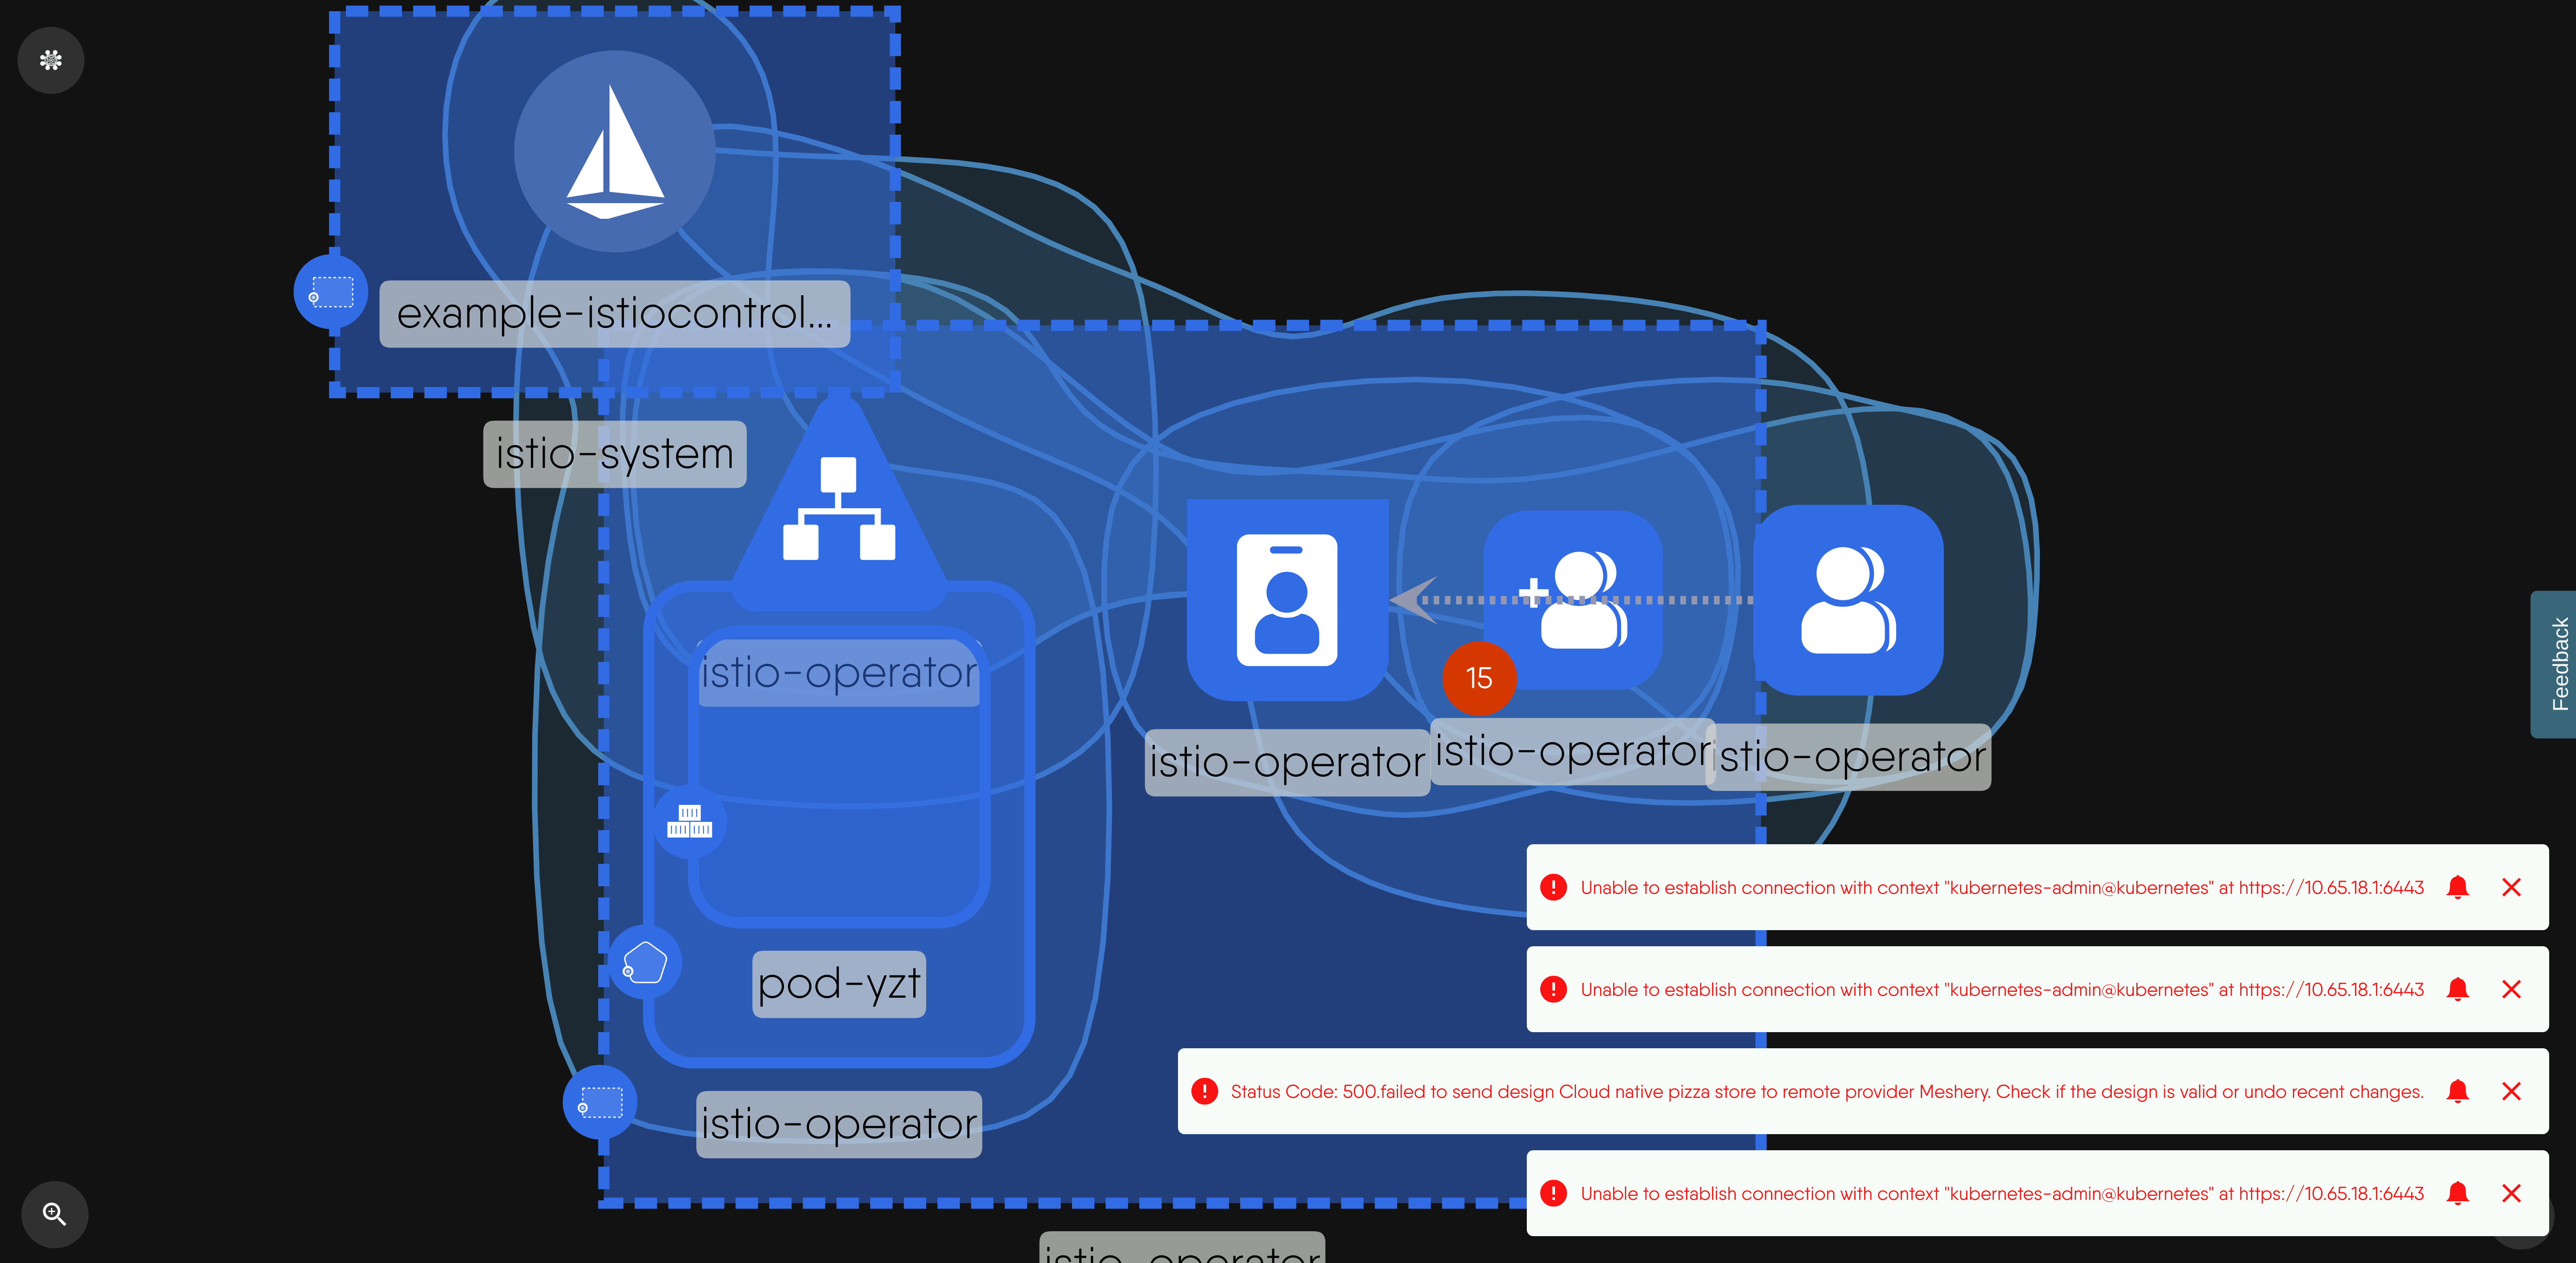 example-istiocontrol...
istio-system
istio-operator
15
istio-operator
istio-operator
istio-operator
Feedback
Unable to establish connection with context "kubernetes-admin@kubernetes" at https://10.65.18.1:6443
Unable to establish connection with context "kubernetes-admin@kubernetes" at https://10.65.18.1:6443
pod-yzt
Status Code: 500.failed to send design Cloud native pizza store to remote provider Meshery. Check if the design is valid or undo recent changes.
istio-operator
Unable to establish connection with context "kubernetes-admin@kubernetes" at https://10.65.18.1:6443
istio-operator